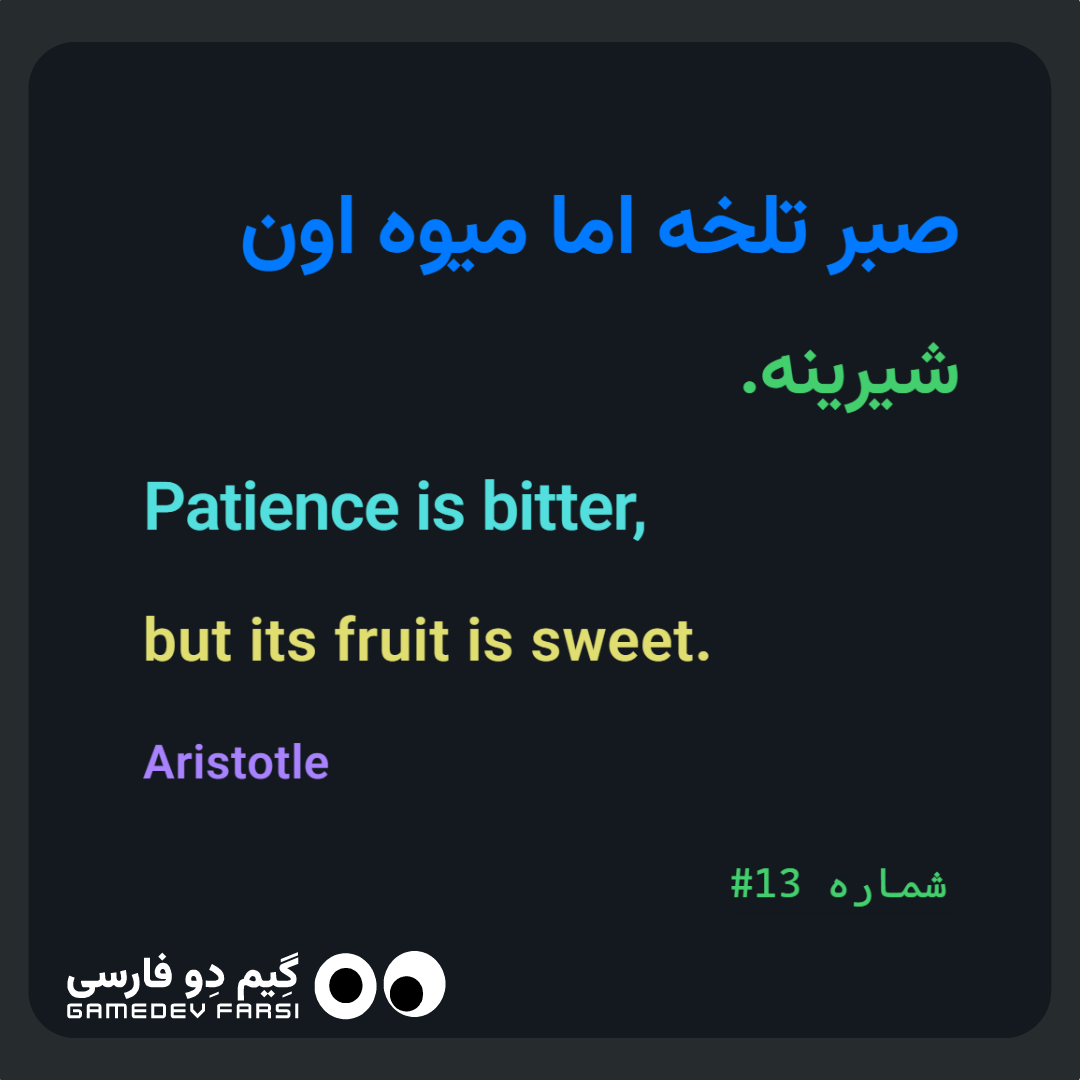 صبر تلخه اما میوه اون
شیرینه.
Patience is bitter,
but its fruit is sweet.
Aristotle
شماره 13#
گِیم دِو فارسی
GAMEDEV FARSI